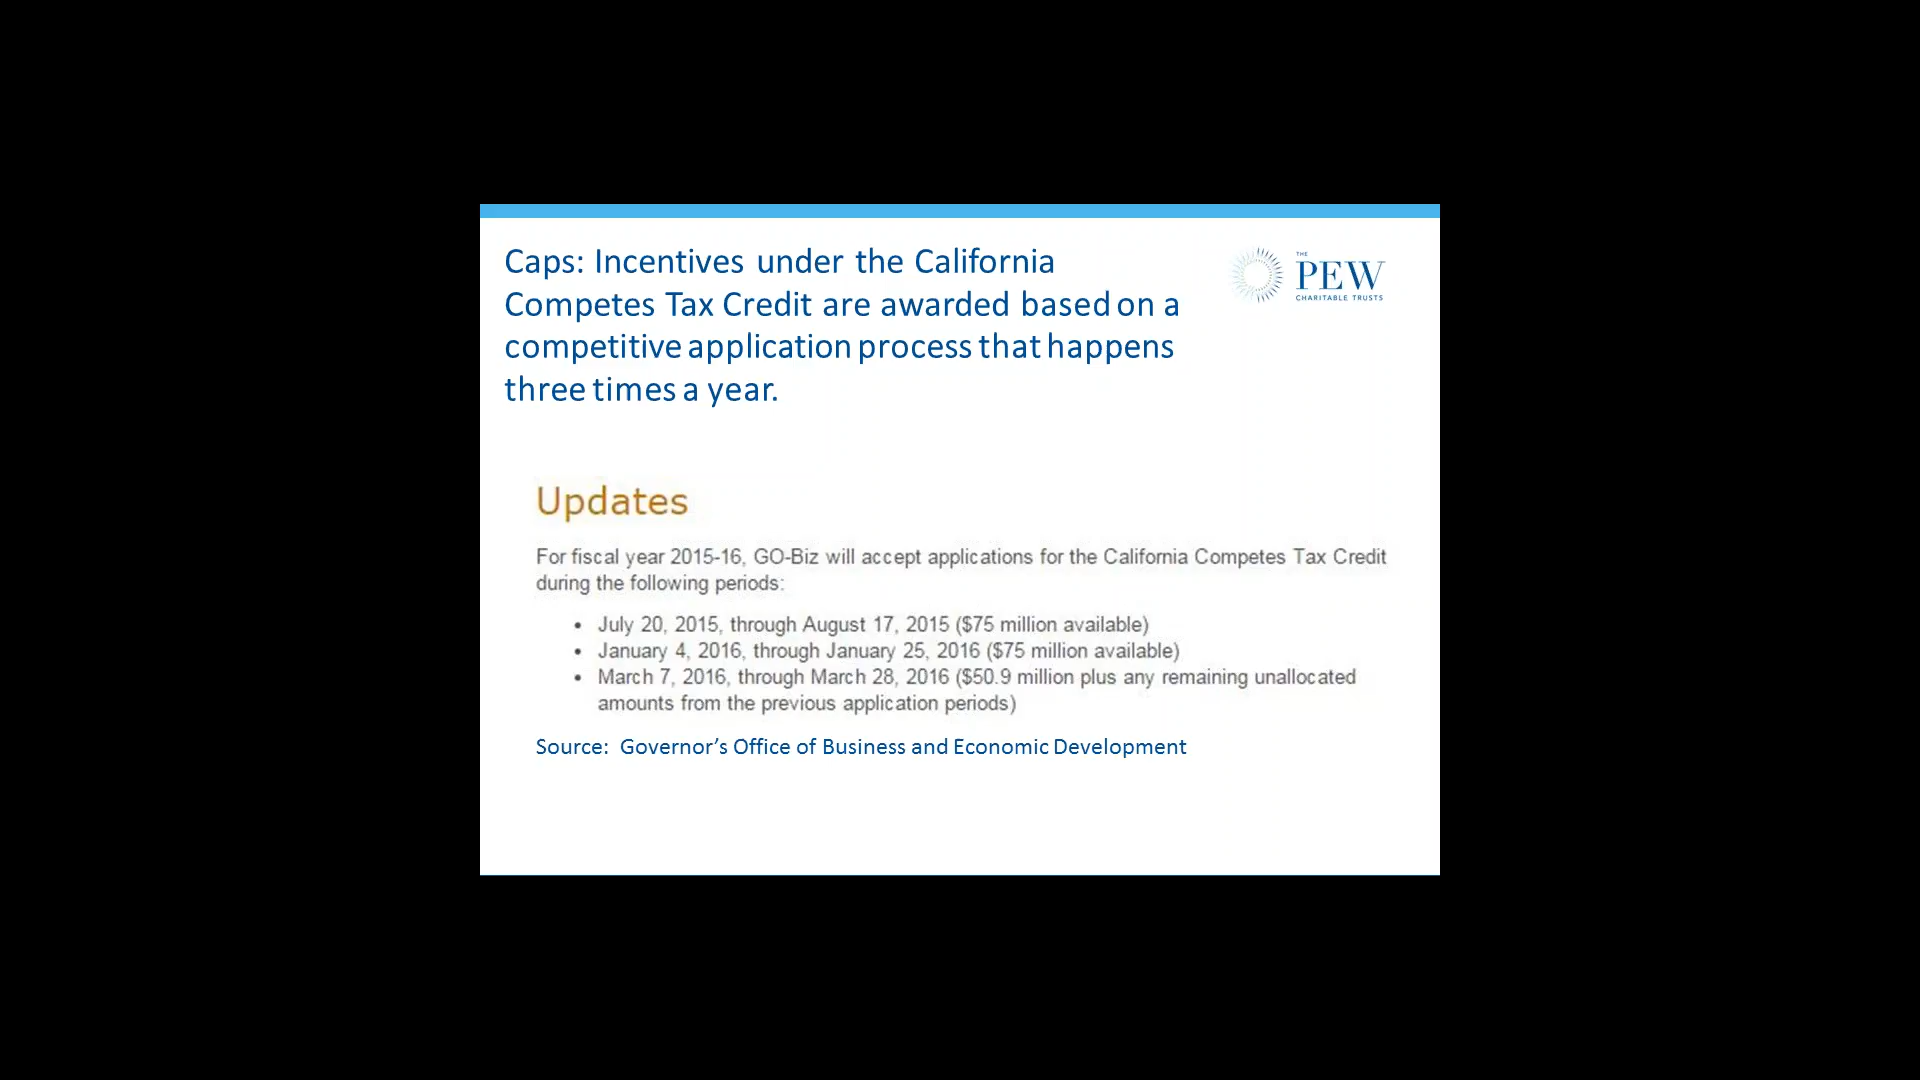 Caps: Incentives under the California
Competes Tax Credit are awarded based on a
competitive application process that happens
three times a year.
THE
PEW
CHARITABLE TRUSTS
Updates
For fiscal year 2015-16, GO-Biz will accept applications for the California Competes Tax Credit
during the following periods:
• July 20, 2015, through August 17, 2015 ($75 million available)
• January 4, 2016, through January 25, 2016 ($75 million available)
• March 7, 2016, through March 28, 2016 ($50.9 million plus any remaining unallocated
amounts from the previous application periods)
Source: Governor’s Office of Business and Economic Development